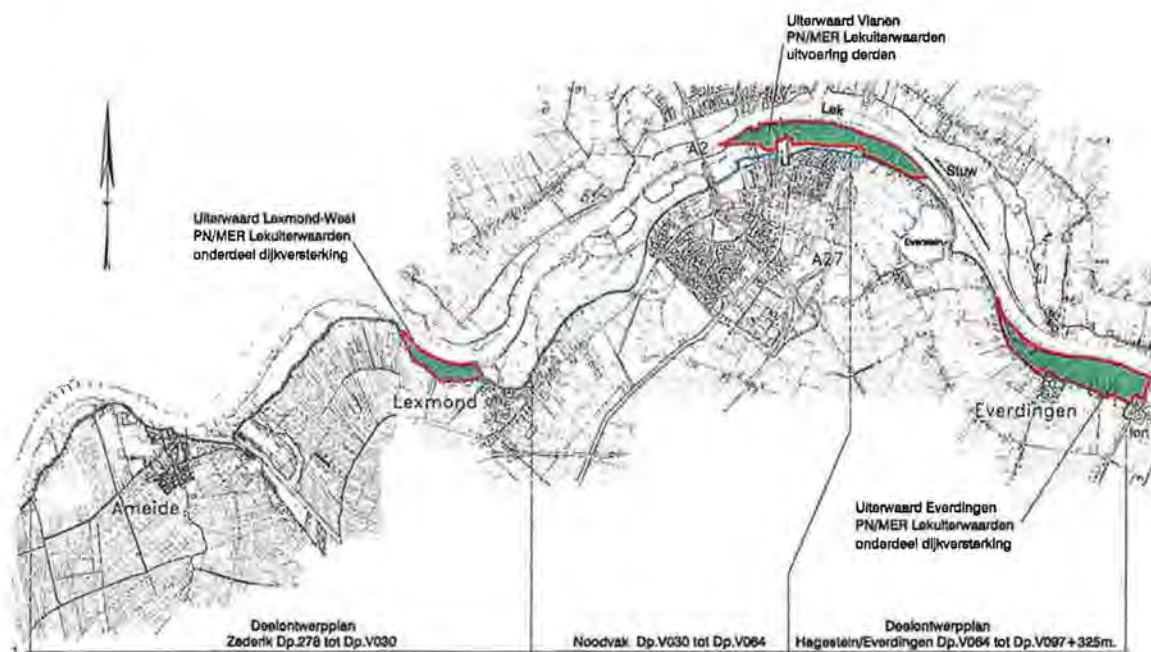 Uiterwaard Vianen
PN/MER Lekuiterwaarden
uitvoering derden
Lek
A2
Stuw
Uiterwaard Lexmond-West
PN/MER Lekuiterwaarden
onderdeel dijkversterking
Everstein
A27
Lexmond
Everdingen
fort
Ameide
Uiterwaard Everdingen
PN/MER Lekuiterwaarden
onderdeel dijkversterking
Deelontwerpplan
Zederik Dp.278 tot Dp.V030
Noodvak Dp.V030 tot Dp.V064
Deelontwerpplan
Hagestein/Everdingen Dp.V064 tot Dp.V097+325m.